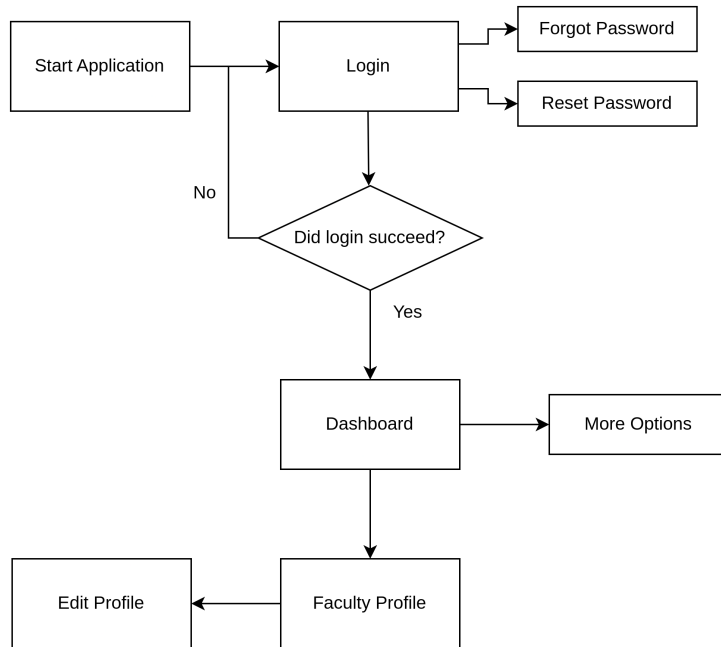 Forgot Password
Start Application
Login
Reset Password
No
Did login succeed?
Yes
Dashboard
More Options
Edit Profile
Faculty Profile